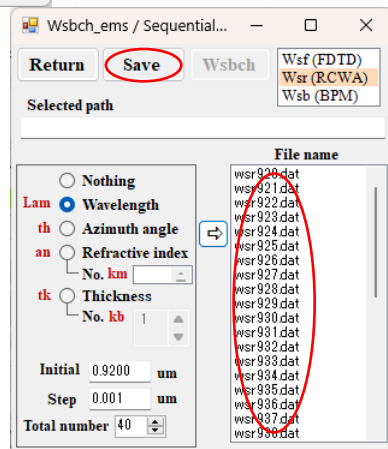 Wsbch_ems / Sequential...
Return Save Wsbch
Wsf (FDTD)
Wsr (RCWA)
Wsb (BPM)
Selected path
File name
Nothing
Lam Wavelength
th Azimuth angle
an Refractive index
No. km
tk Thickness
No. kb 1
Initial 0.9200 um
Step 0.001 um
Total number 40
wsr920.dat
wsr921.dat
wsr922.dat
wsr923.dat
wsr924.dat
wsr925.dat
wsr926.dat
wsr927.dat
wsr928.dat
wsr929.dat
wsr930.dat
wsr931.dat
wsr932.dat
wsr933.dat
wsr934.dat
wsr935.dat
wsr936.dat
wsr937.dat
wsr938.dat